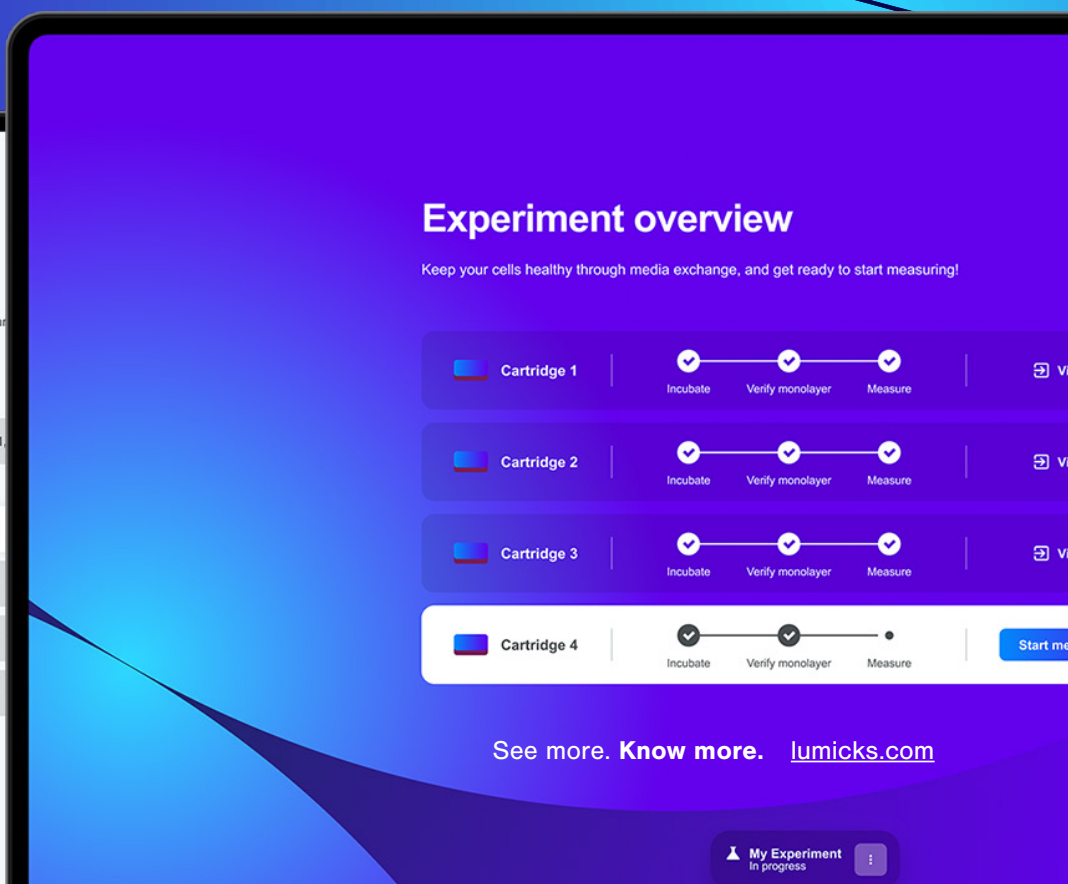 Experiment overview
Keep your cells healthy through media exchange, and get ready to start measuring!
Cartridge 1
Incubate
Verify monolayer
Measure
Cartridge 2
Incubate
Verify monolayer
Measure
Cartridge 3
Incubate
Verify monolayer
Measure
Cartridge 4
Incubate
Verify monolayer
Measure
Start me
See more. Know more. lumicks.com
My Experiment
In progress